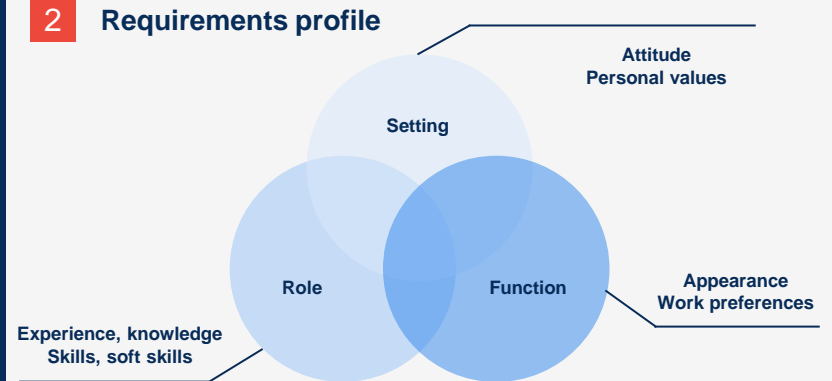 2 Requirements profile
Attitude
Personal values
Setting
Role
Function
Appearance
Work preferences
Experience, knowledge
Skills, soft skills